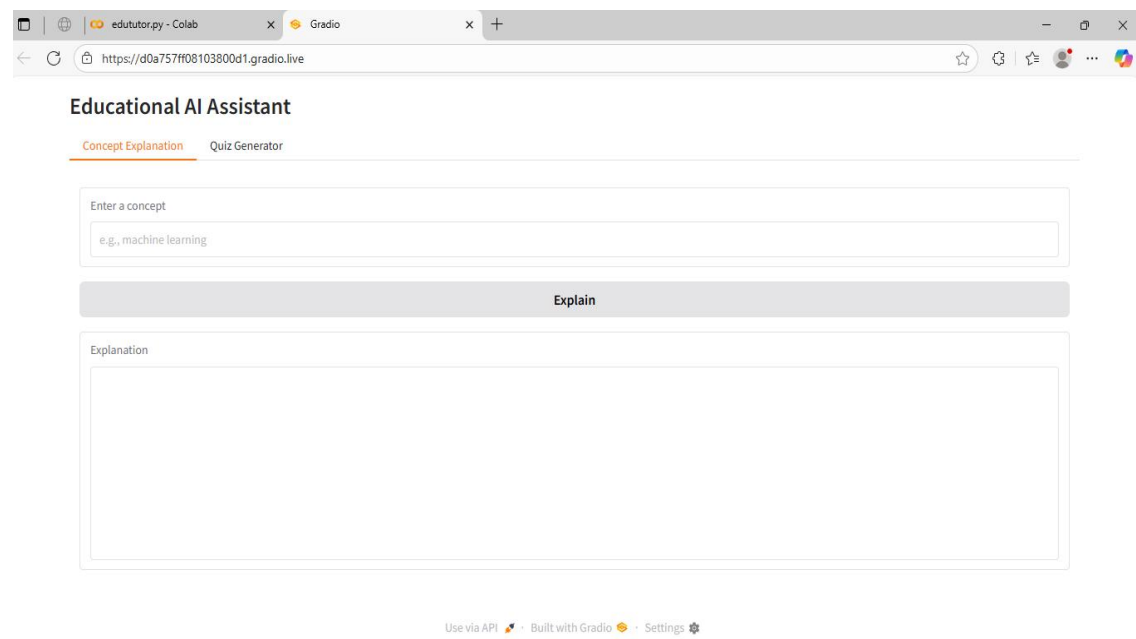 edututor.py - Colab
Gradio
https://d0a757ff08103800d1.gradio.live
Educational AI Assistant
Concept Explanation Quiz Generator
Enter a concept
e.g., machine learning
Explain
Explanation
Use via API · Built with Gradio · Settings